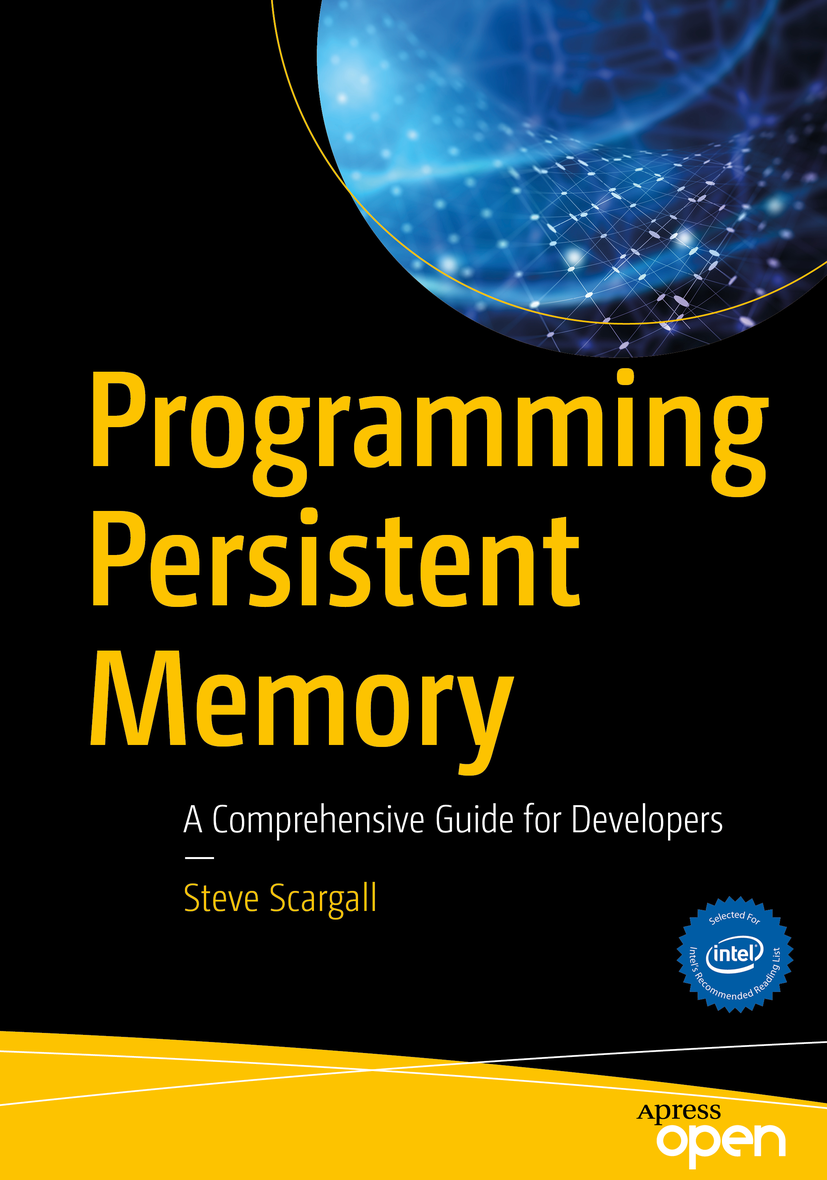 Programming
Persistent
Memory
A Comprehensive Guide for Developers
Steve Scargall
Selected For
intel
Intel's Recommended Reading List
Apress
open